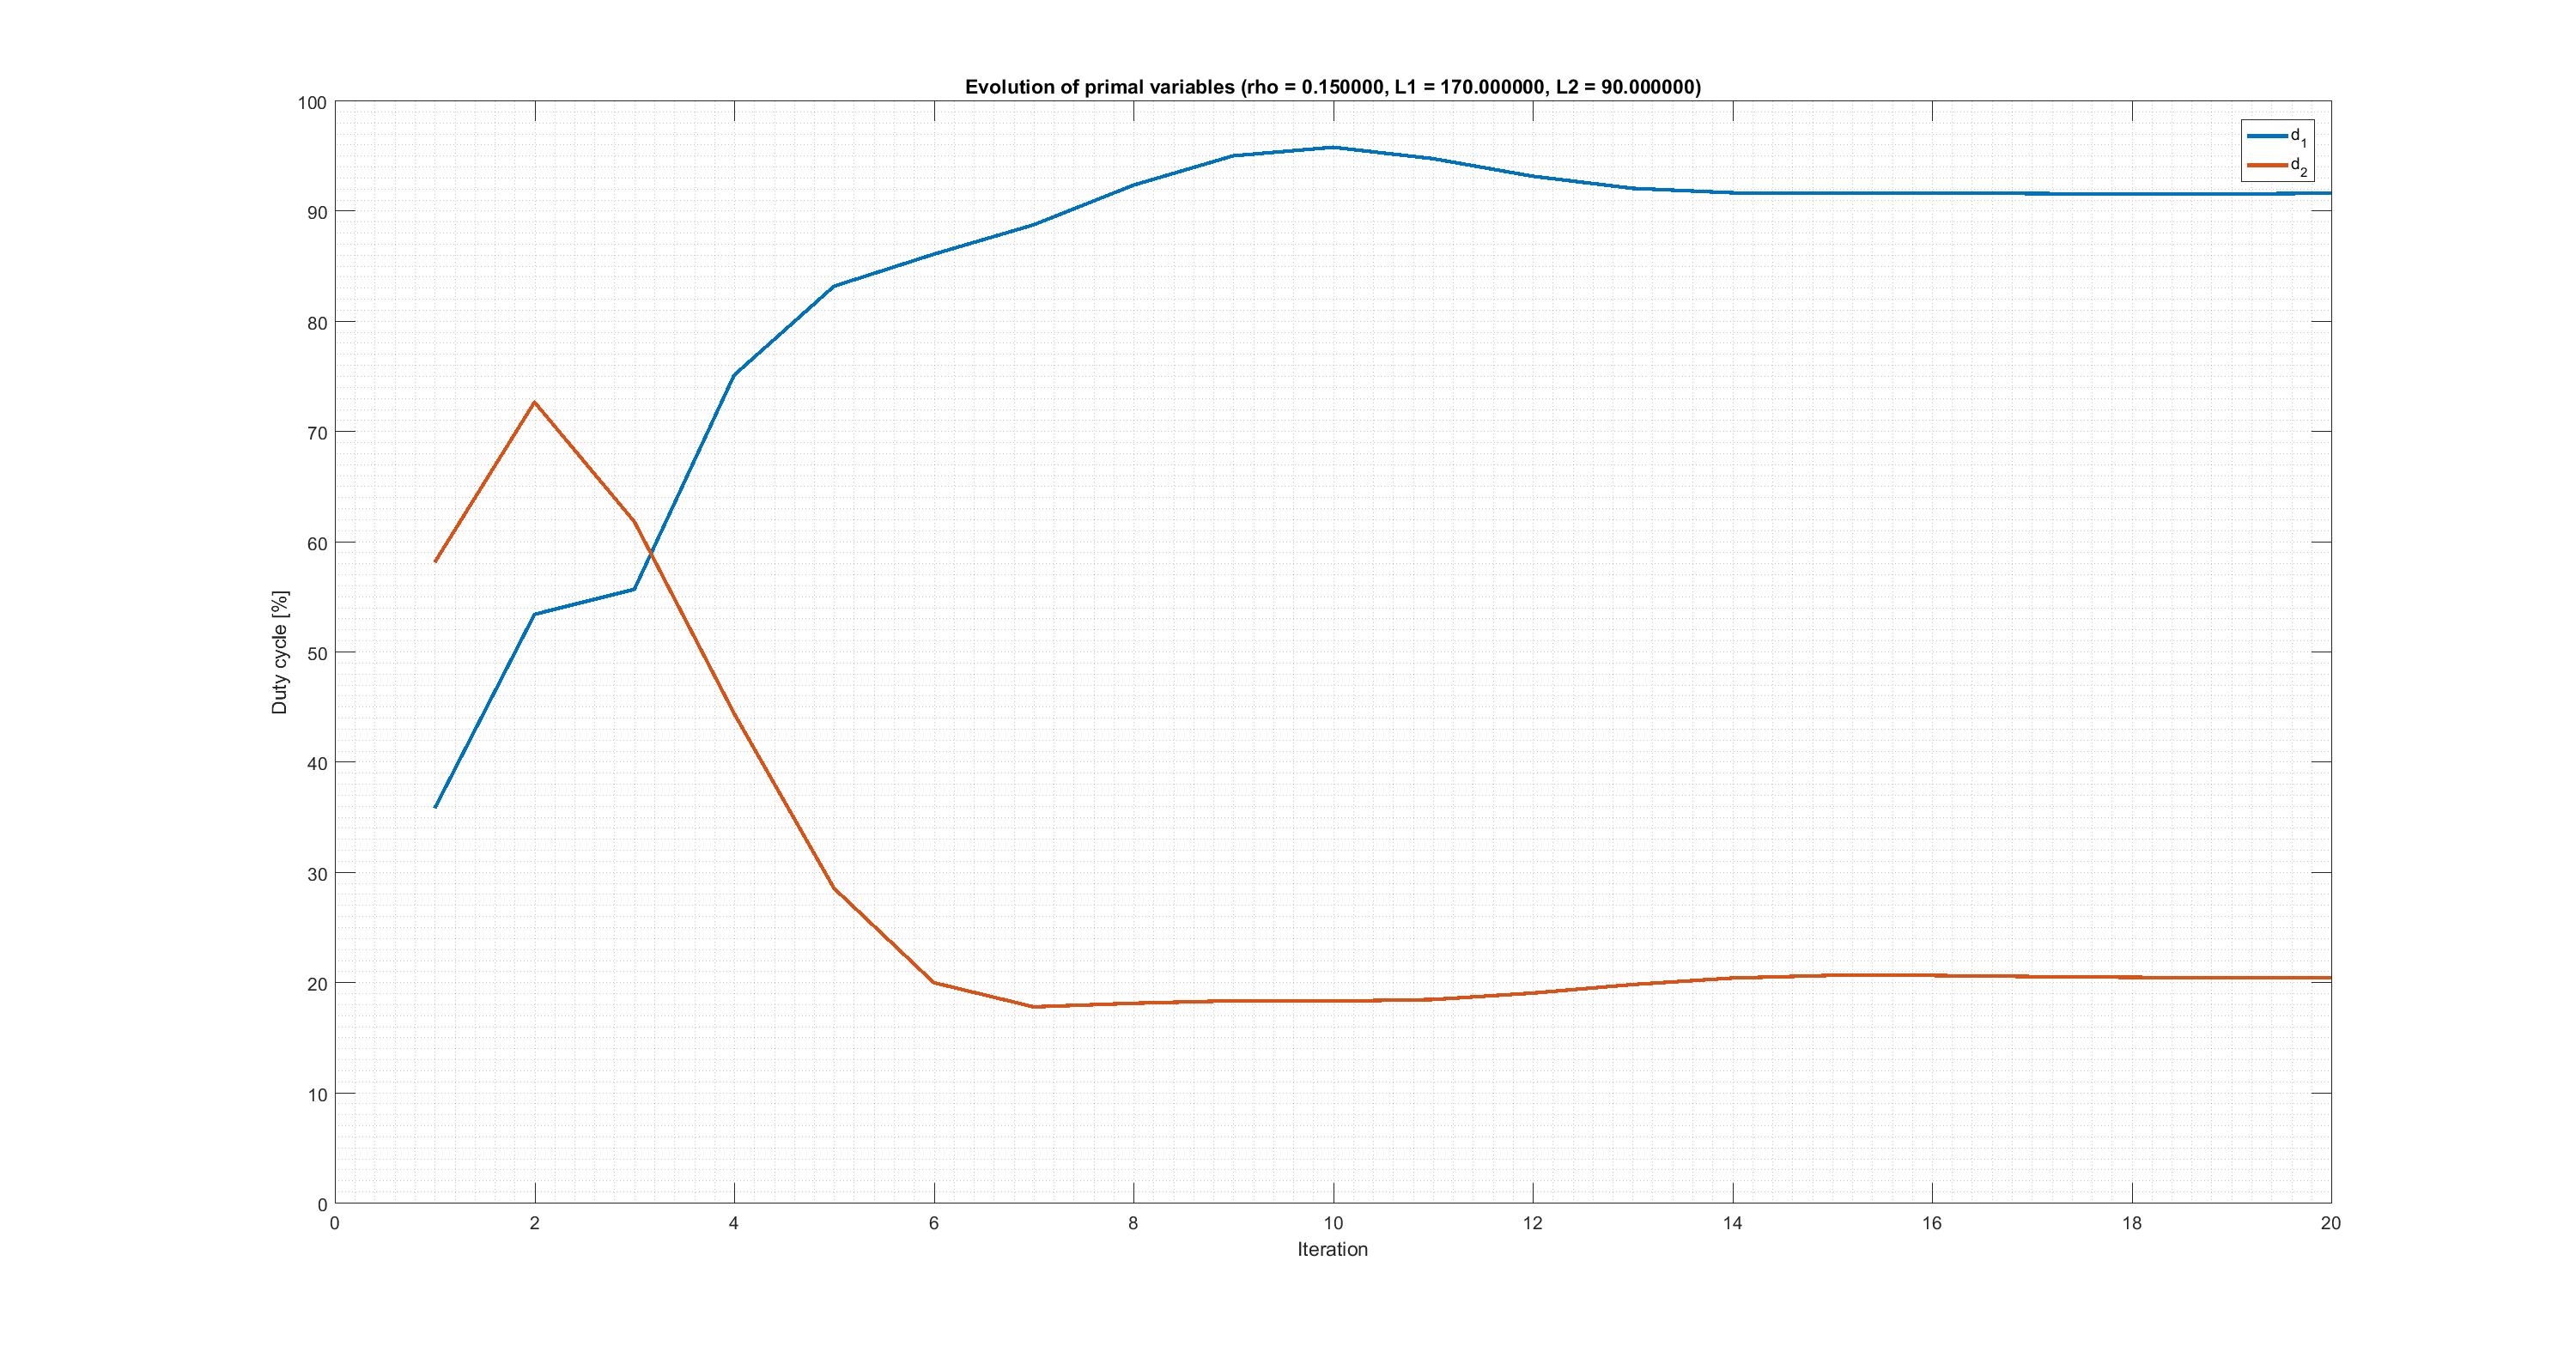 Evolution of primal variables (rho = 0.150000, L1 = 170.000000, L2 = 90.000000)
100
90
80
70
60
50
40
30
20
10
0
Duty cycle [%]
d1
d2
0 2 4 6 8 10 12 14 16 18 20
Iteration